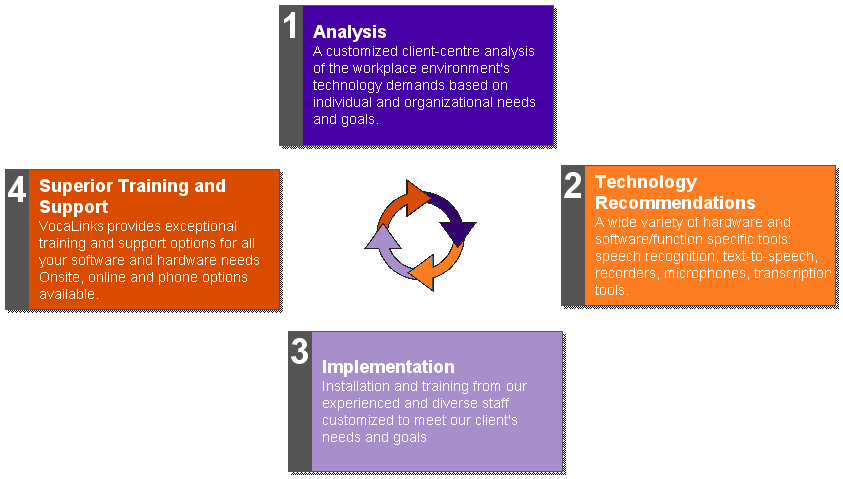 1
Analysis
A customized client-centre analysis
of the workplace environment's
technology demands based on
individual and organizational needs
and goals.
2
Technology
Recommendations
A wide variety of hardware and
software/function specific tools:
speech recognition, text-to-speech,
recorders, microphones, transcription
tools.
3
Implementation
Installation and training from our
experienced and diverse staff
customized to meet our client's
needs and goals
4
Superior Training and
Support
VocaLinks provides exceptional
training and support options for all
your software and hardware needs
Onsite, online and phone options
available.